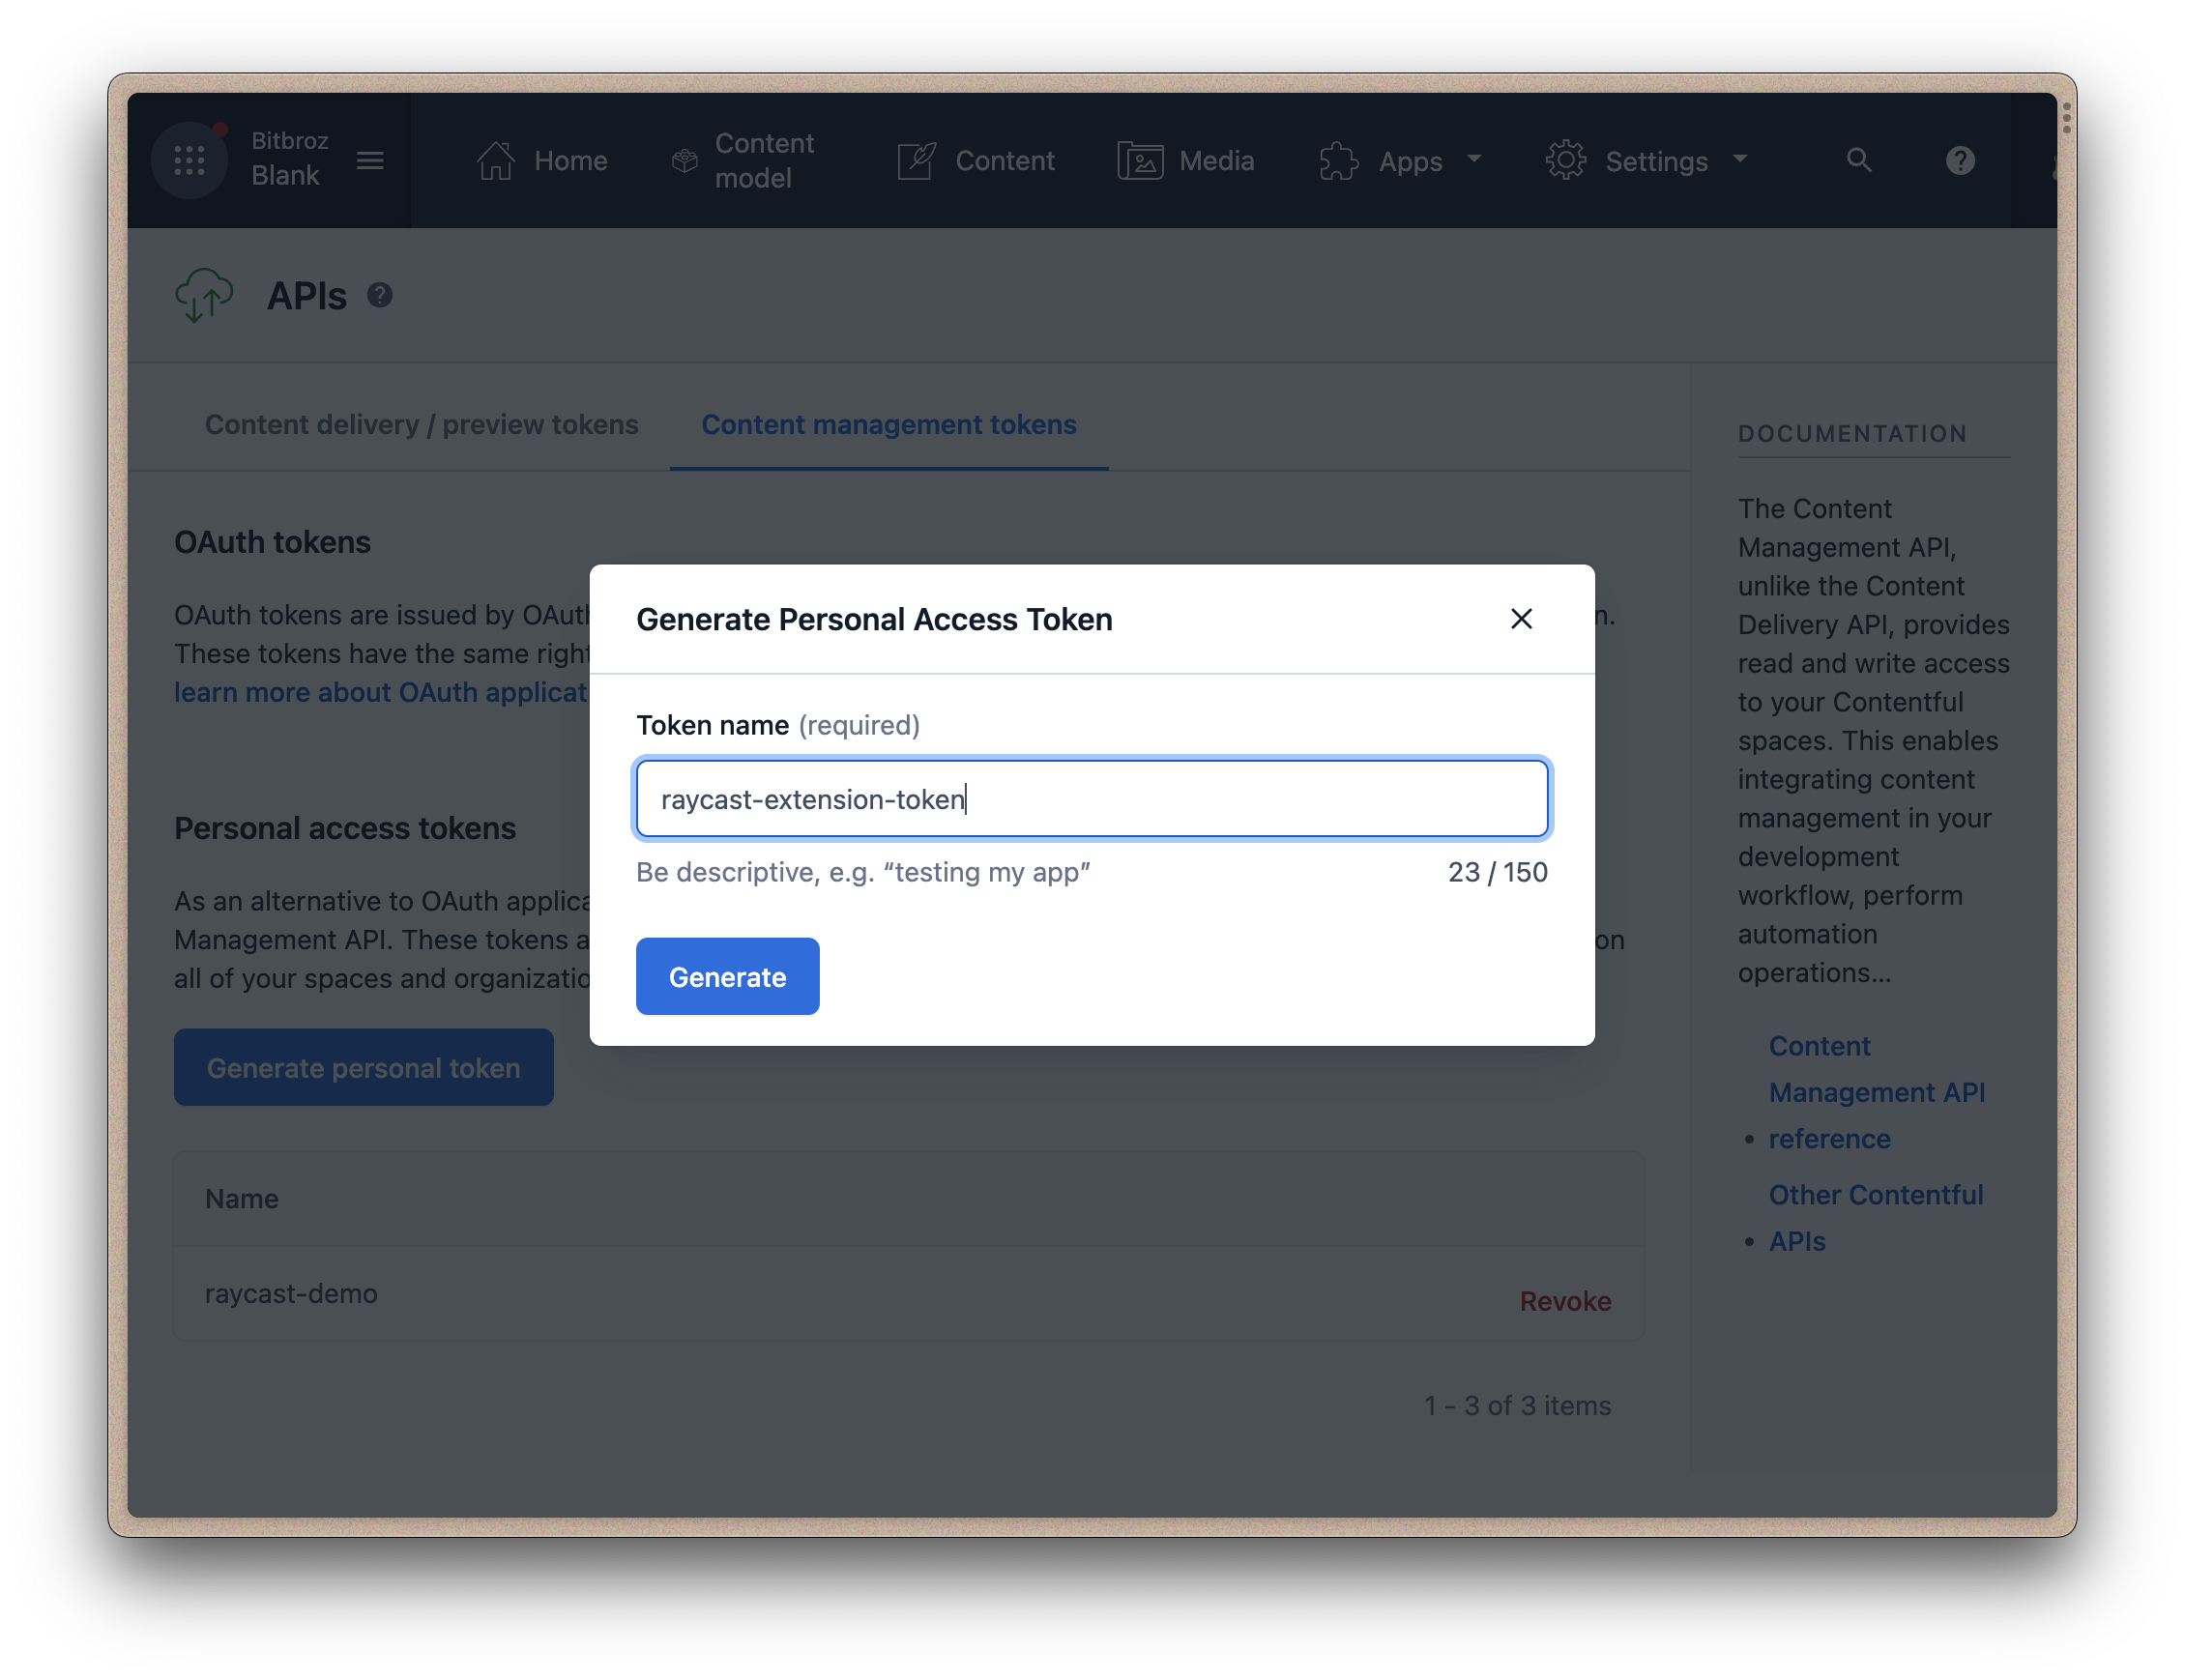 Bitbroz
Blank
Home
Content
model
Content
Media
Apps
Settings
APIs
Content delivery / preview tokens
Content management tokens
OAuth tokens
OAuth tokens are issued by OAuth
n.
These tokens have the same right
learn more about OAuth applicat
Personal access tokens
As an alternative to OAuth applica
Management API. These tokens a
on
all of your spaces and organizatio
Generate personal token
Name
raycast-demo
Revoke
1 - 3 of 3 items
Generate Personal Access Token
Token name (required)
raycast-extension-token
Be descriptive, e.g. “testing my app”
23 / 150
Generate
DOCUMENTATION
The Content
Management API,
unlike the Content
Delivery API, provides
read and write access
to your Contentful
spaces. This enables
integrating content
management in your
development
workflow, perform
automation
operations...
Content
Management API
• reference
Other Contentful
• APIs